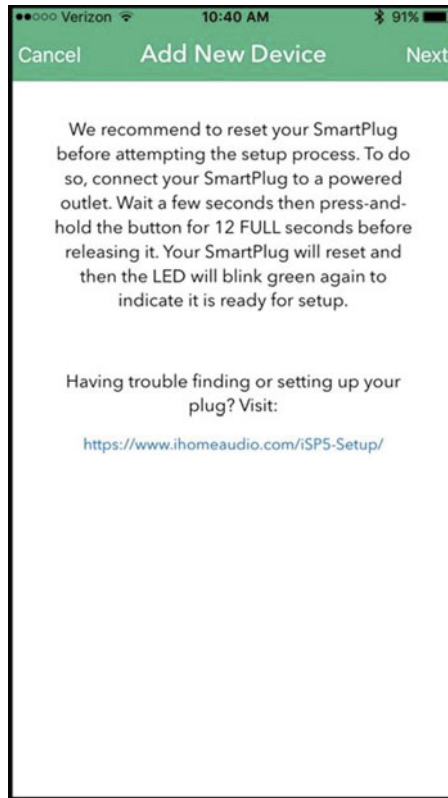 Verizon 10:40 AM 91%
Cancel Add New Device Next
We recommend to reset your SmartPlug
before attempting the setup process. To do
so, connect your SmartPlug to a powered
outlet. Wait a few seconds then press-and-
hold the button for 12 FULL seconds before
releasing it. Your SmartPlug will reset and
then the LED will blink green again to
indicate it is ready for setup.
Having trouble finding or setting up your
plug? Visit:
https://www.ihomeaudio.com/iSP5-Setup/